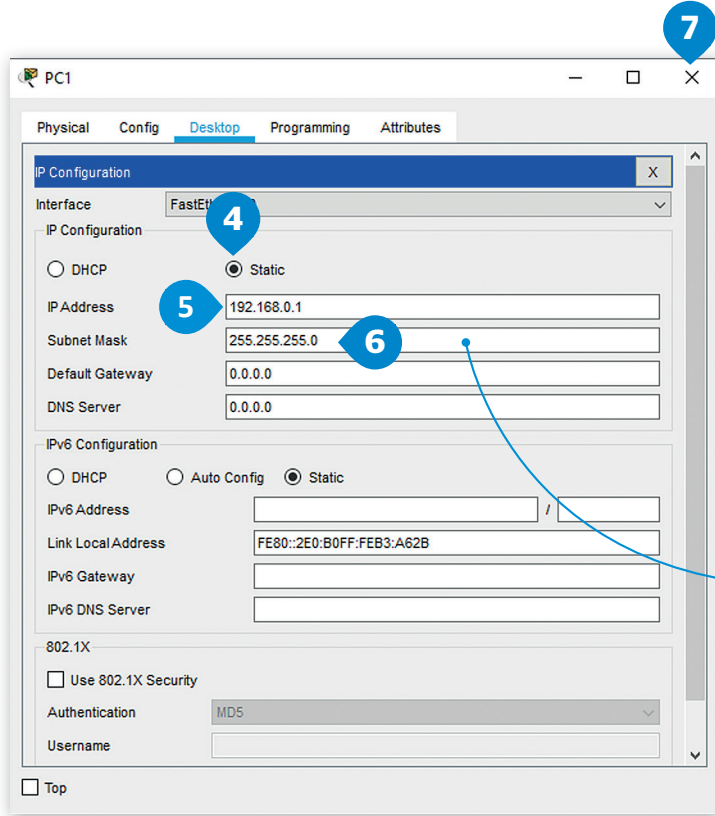 7
PC1
Physical Config Desktop Programming Attributes
IP Configuration X
Interface FastEt
4
IP Configuration
DHCP Static
5
IP Address 192.168.0.1
Subnet Mask 255.255.255.0 6
Default Gateway 0.0.0.0
DNS Server 0.0.0.0
IPv6 Configuration
DHCP Auto Config Static
IPv6 Address /
Link Local Address FE80::2E0:B0FF:FEB3:A62B
IPv6 Gateway
IPv6 DNS Server
802.1X
Use 802.1X Security
Authentication MD5
Username
Top